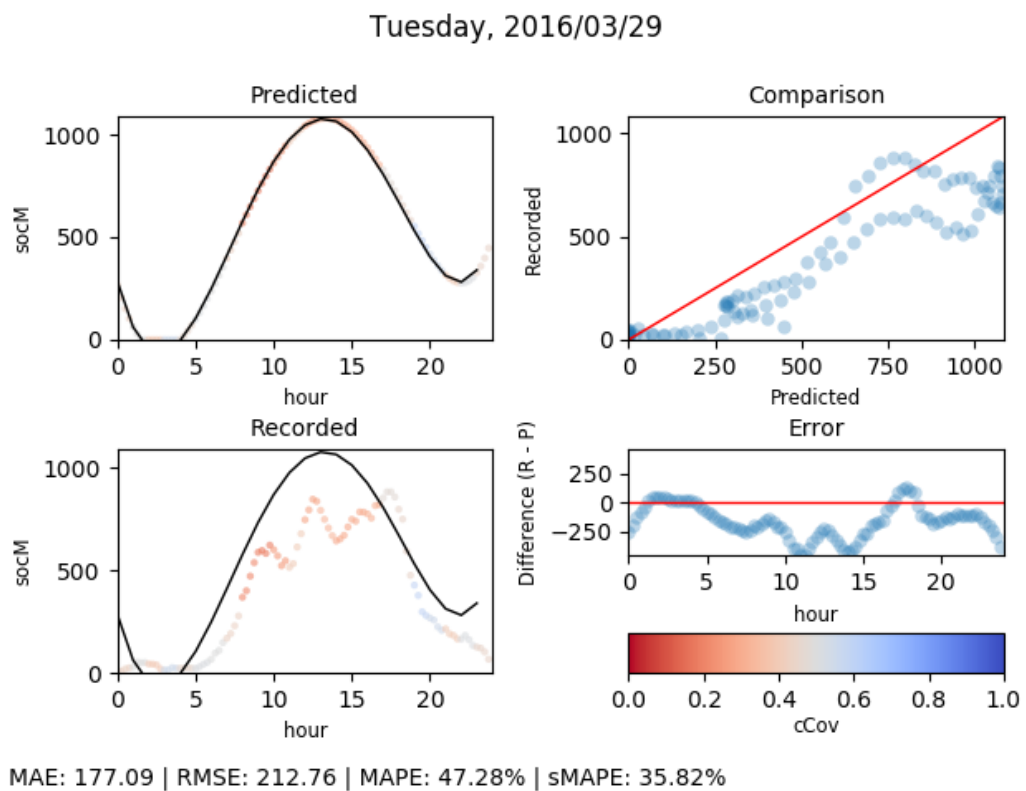 Tuesday, 2016/03/29
Predicted
socM
1000
500
0
0 5 10 15 20
hour
Comparison
Recorded
1000
500
0
0 250 500 750 1000
Predicted
Recorded
socM
1000
500
0
0 5 10 15 20
hour
Error
Difference (R - P)
250
0
−250
0 5 10 15 20
hour
0.0 0.2 0.4 0.6 0.8 1.0
cCov
MAE: 177.09 | RMSE: 212.76 | MAPE: 47.28% | sMAPE: 35.82%